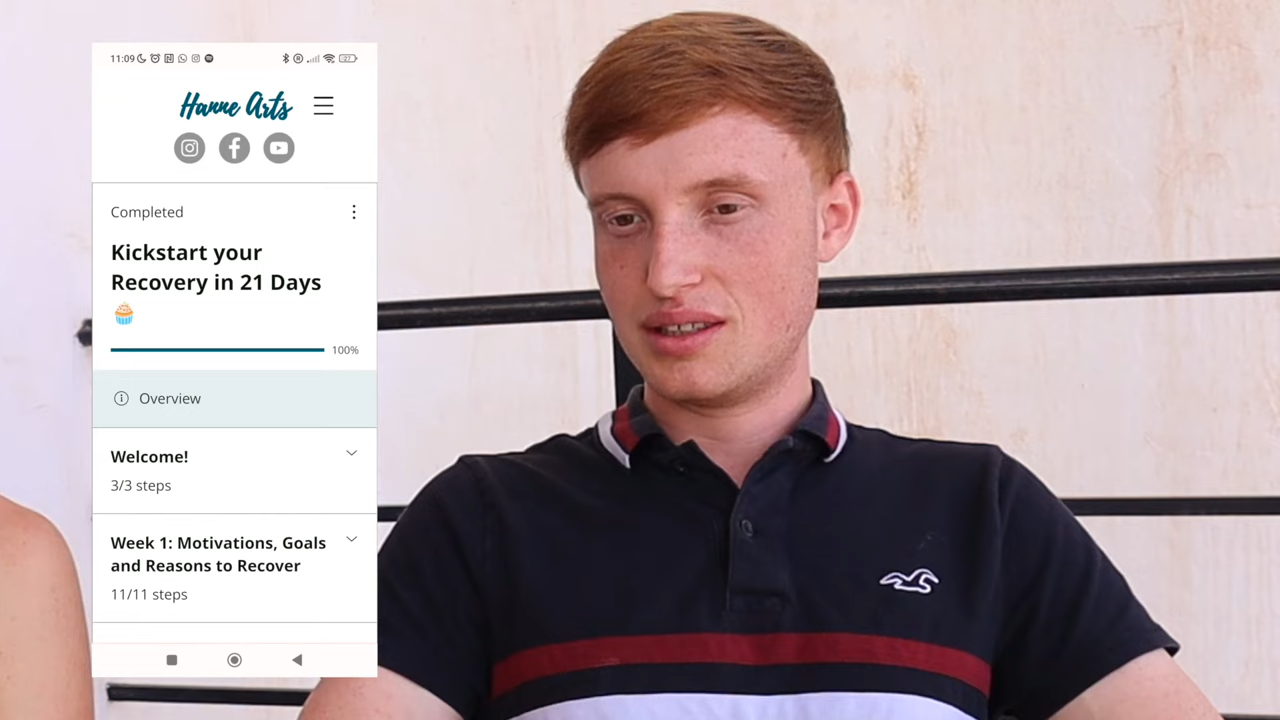 11:09
27
Hanne Arts
Completed
Kickstart your
Recovery in 21 Days
🧁
100%
Overview
Welcome!
3/3 steps
Week 1: Motivations, Goals
and Reasons to Recover
11/11 steps